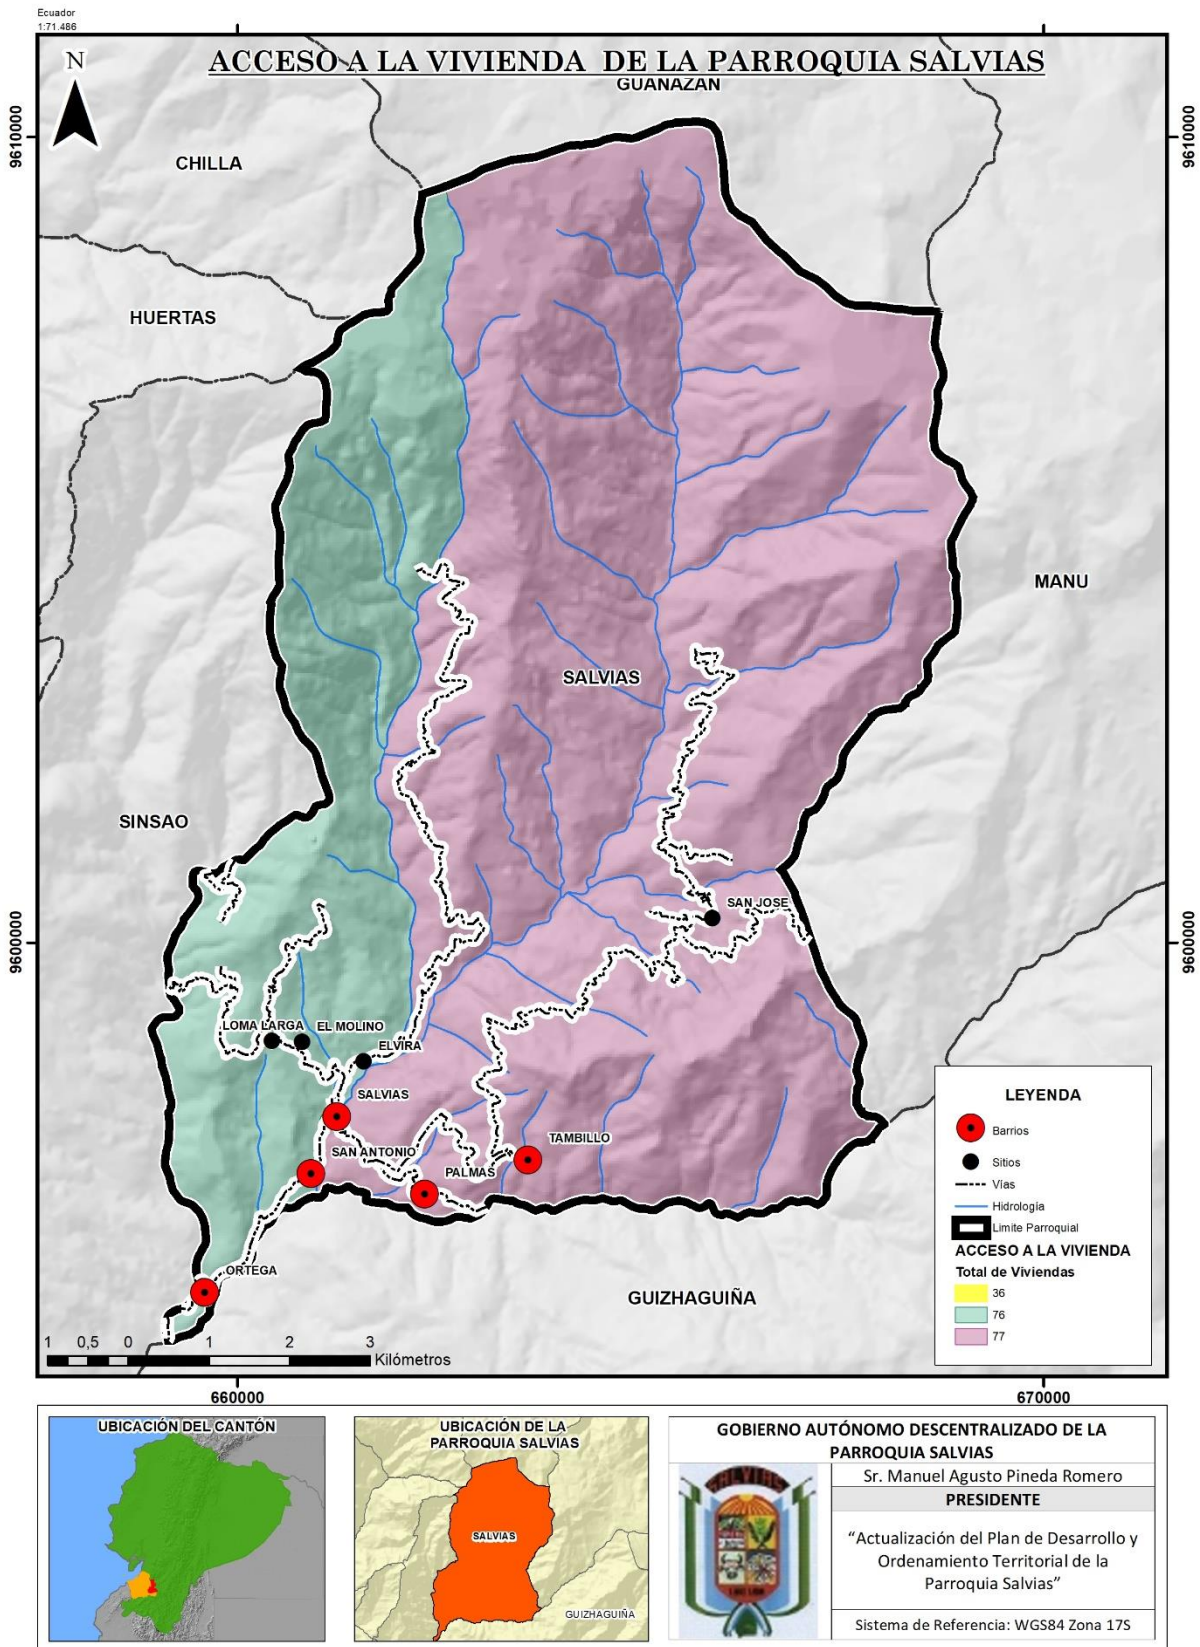 Ecuador
1:71.486
N
ACCESO A LA VIVIENDA DE LA PARROQUIA SALVIAS
GUANAZAN
9610000
9610000
CHILLA
HUERTAS
MANU
SALVIAS
SINSAO
SAN JOSE
9600000
9600000
LOMA LARGA
EL MOLINO
ELVIRA
SALVIAS
SAN ANTONIO
TAMBILLO
PALMAS
ORTEGA
GUIZHAGUIÑA
LEYENDA
Barrios
Sitios
Vías
Hidrología
Limite Parroquial
ACCESO A LA VIVIENDA
Total de Viviendas
36
76
77
1 0,5 0 1 2 3
Kilómetros
660000
670000
UBICACIÓN DEL CANTÓN
UBICACIÓN DE LA
PARROQUIA SALVIAS
SALVIAS
GUIZHAGUIÑA
GOBIERNO AUTÓNOMO DESCENTRALIZADO DE LA
PARROQUIA SALVIAS
SALVIAS
Sr. Manuel Agusto Pineda Romero
PRESIDENTE
“Actualización del Plan de Desarrollo y
Ordenamiento Territorial de la
Parroquia Salvias”
Sistema de Referencia: WGS84 Zona 17S